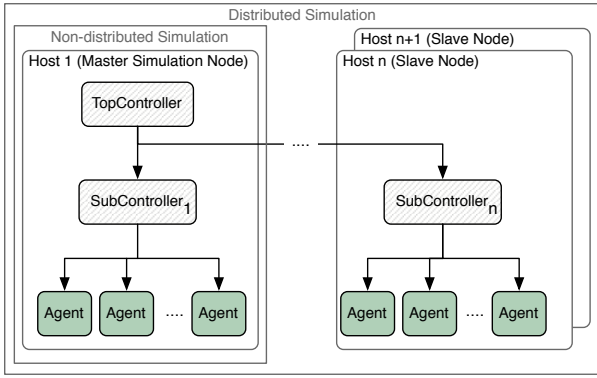 Distributed Simulation
Non-distributed Simulation
Host n+1 (Slave Node)
Host 1 (Master Simulation Node)
Host n (Slave Node)
TopController
....
SubController1
SubControllern
Agent Agent .... Agent
Agent Agent .... Agent